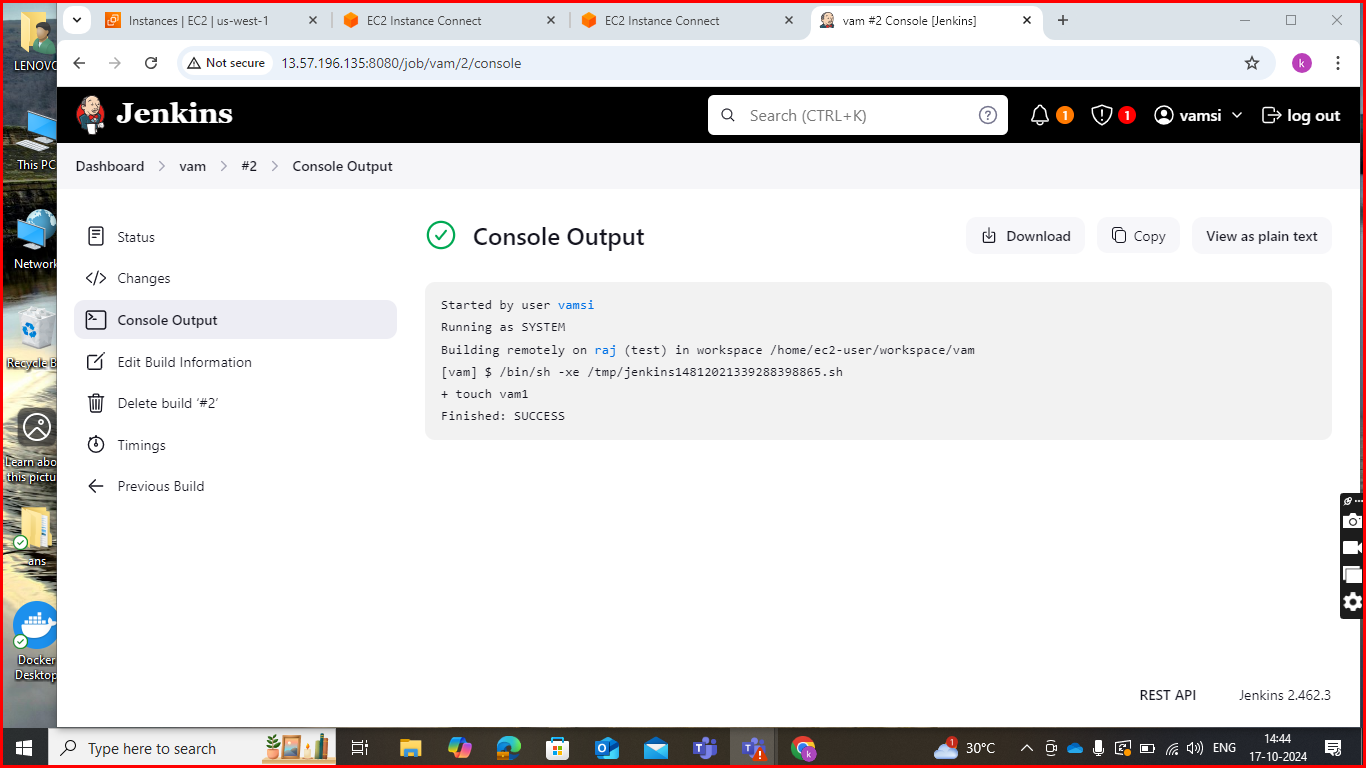 LENOVO
This PC
Network
Recycle B
Learn abo
this pictu
ans
Docker
Desktop
Instances | EC2 | us-west-1
EC2 Instance Connect
EC2 Instance Connect
vam #2 Console [Jenkins]
Not secure
13.57.196.135:8080/job/vam/2/console
k
Jenkins
Search (CTRL+K)
1
1
vamsi
log out
Dashboard
vam
#2
Console Output
Status
Changes
Console Output
Edit Build Information
Delete build ‘#2’
Timings
Previous Build
Console Output
Download
Copy
View as plain text
Started by user vamsi
Running as SYSTEM
Building remotely on raj (test) in workspace /home/ec2-user/workspace/vam
[vam] $ /bin/sh -xe /tmp/jenkins14812021339288398865.sh
+ touch vam1
Finished: SUCCESS
REST API
Jenkins 2.462.3
Type here to search
k
1
30°C
ENG
14:44
17-10-2024